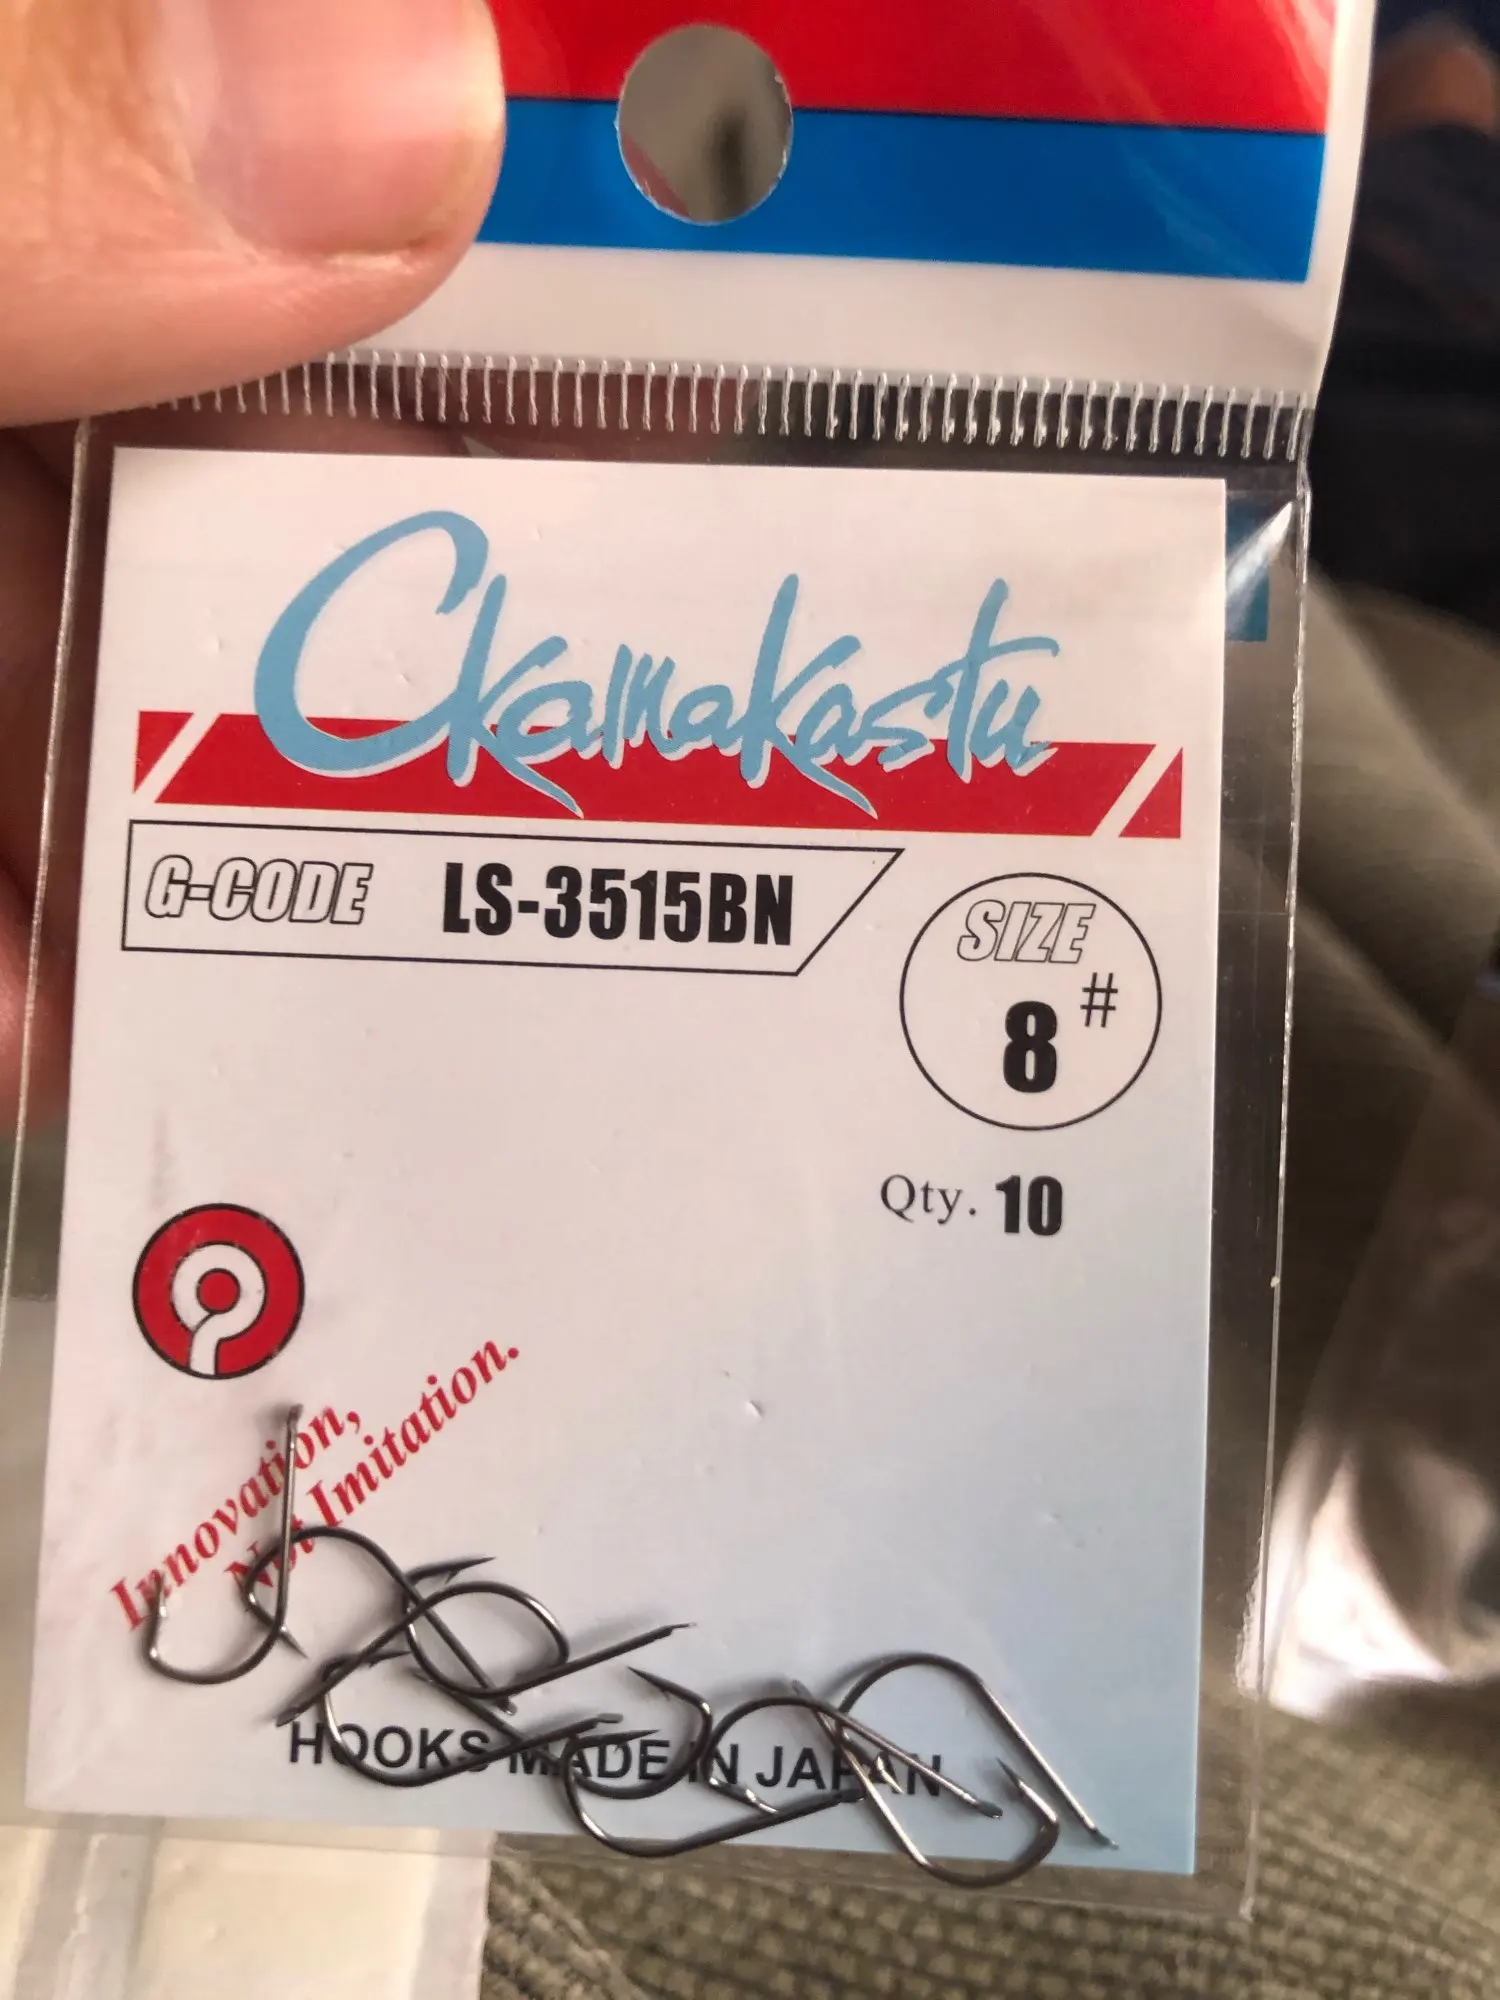 Ckamakastu
G-CODE LS-3515BN
SIZE
8#
Qty. 10
Innovation,
Not Imitation.
HOOKS MADE IN JAPAN